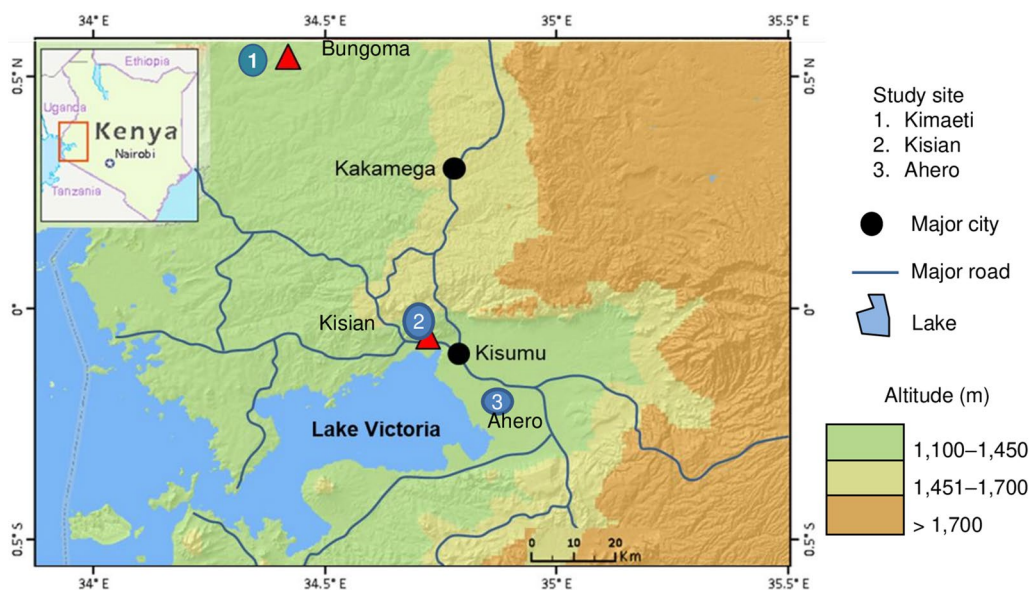 34° E
34.5° E
35° E
35.5° E
0.5° N
0°
0.5° S
Ethiopia
Uganda
Kenya
Nairobi
Tanzania
1
Bungoma
Kakamega
Kisian
2
Kisumu
3
Ahero
Lake Victoria
0 10 20
Km
0.5° N
0°
0.5° S
34° E
34.5° E
35° E
35.5° E
Study site
1. Kimaeti
2. Kisian
3. Ahero
Major city
Major road
Lake
Altitude (m)
1,100–1,450
1,451–1,700
> 1,700